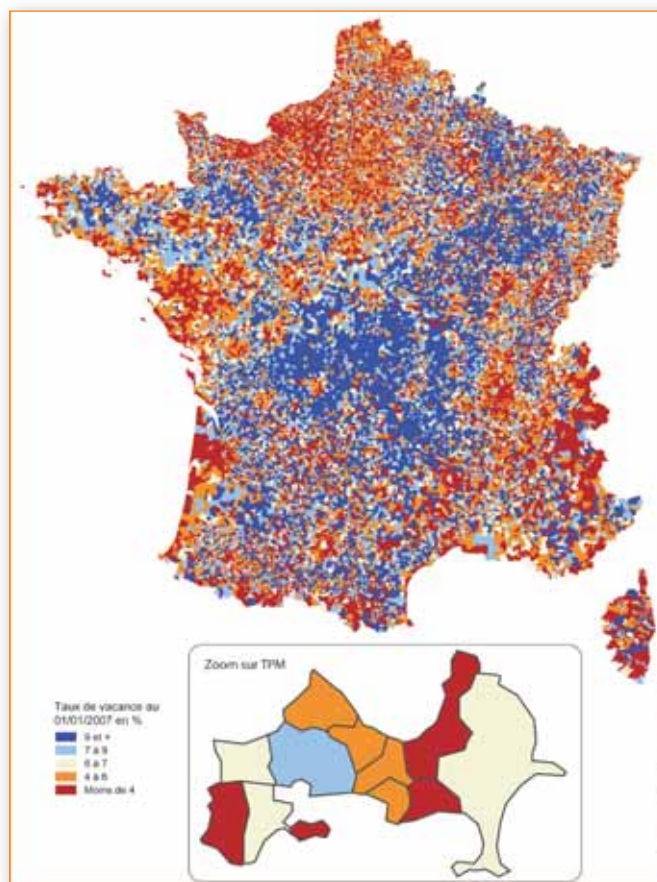 Zoom sur TPM
Taux de vacance au
01/01/2007 en %
9 et +
7 à 9
6 à 7
4 à 6
Moins de 4